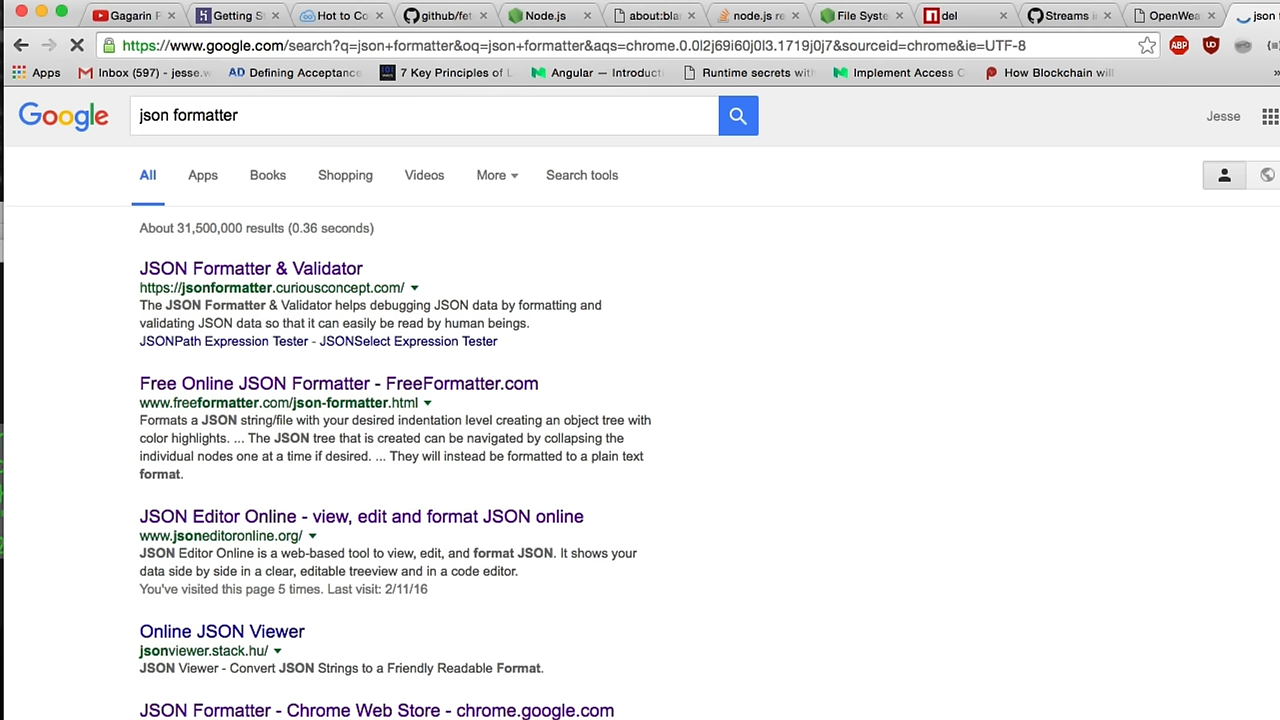 Gagarin P
Getting S
Hot to Co
github/fet
Node.js
about:bla
node.js re
File Syste
del
Streams i
OpenWea
json
https://www.google.com/search?q=json+formatter&oq=json+formatter&aqs=chrome.0.0l2j69i60j0l3.1719j0j7&sourceid=chrome&ie=UTF-8
ABP
Apps
Inbox (597) - jesse.w
AD Defining Acceptance
7 Key Principles of L
Angular — Introducti
Runtime secrets with
Implement Access C
How Blockchain will
Google
json formatter
Jesse
All
Apps
Books
Shopping
Videos
More
Search tools
About 31,500,000 results (0.36 seconds)
JSON Formatter & Validator
https://jsonformatter.curiousconcept.com/
The JSON Formatter & Validator helps debugging JSON data by formatting and
validating JSON data so that it can easily be read by human beings.
JSONPath Expression Tester - JSONSelect Expression Tester
Free Online JSON Formatter - FreeFormatter.com
www.freeformatter.com/json-formatter.html
Formats a JSON string/file with your desired indentation level creating an object tree with
color highlights. ... The JSON tree that is created can be navigated by collapsing the
individual nodes one at a time if desired. ... They will instead be formatted to a plain text
format.
JSON Editor Online - view, edit and format JSON online
www.jsoneditoronline.org/
JSON Editor Online is a web-based tool to view, edit, and format JSON. It shows your
data side by side in a clear, editable treeview and in a code editor.
You've visited this page 5 times. Last visit: 2/11/16
Online JSON Viewer
jsonviewer.stack.hu/
JSON Viewer - Convert JSON Strings to a Friendly Readable Format.
JSON Formatter - Chrome Web Store - chrome.google.com